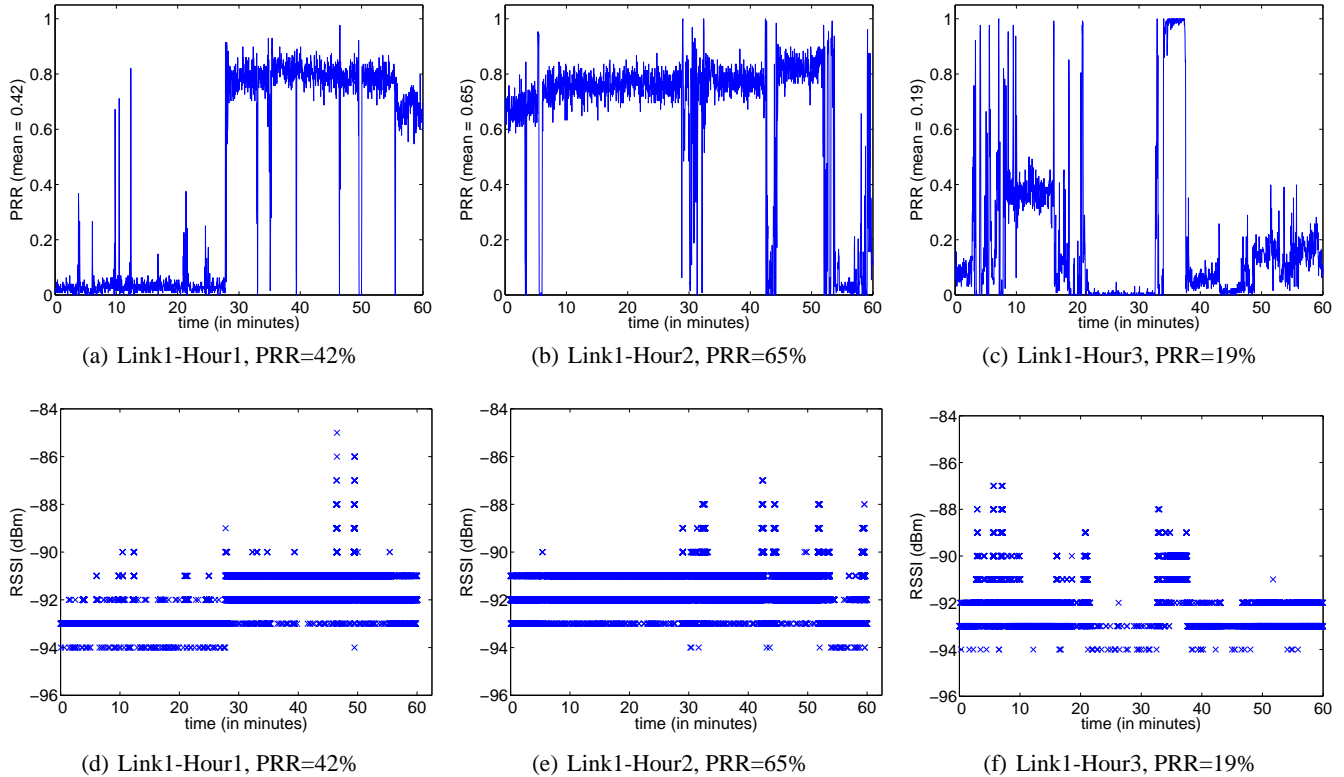 1
0.8
0.6
0.4
0.2
0
PRR (mean = 0.42)
0 10 20 30 40 50 60
time (in minutes)
(a) Link1-Hour1, PRR=42%
1
0.8
0.6
0.4
0.2
0
PRR (mean = 0.65)
0 10 20 30 40 50 60
time (in minutes)
(b) Link1-Hour2, PRR=65%
1
0.8
0.6
0.4
0.2
0
PRR (mean = 0.19)
0 10 20 30 40 50 60
time (in minutes)
(c) Link1-Hour3, PRR=19%
−84
−86
−88
−90
−92
−94
−96
RSSI (dBm)
0 10 20 30 40 50 60
time (in minutes)
(d) Link1-Hour1, PRR=42%
−84
−86
−88
−90
−92
−94
−96
RSSI (dBm)
0 10 20 30 40 50 60
time (in minutes)
(e) Link1-Hour2, PRR=65%
−84
−86
−88
−90
−92
−94
−96
RSSI (dBm)
0 10 20 30 40 50 60
time (in minutes)
(f) Link1-Hour3, PRR=19%